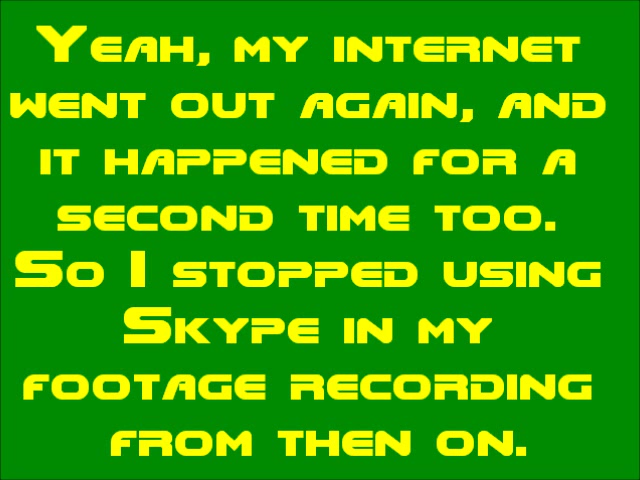 Yeah, my internet
went out again, and
it happened for a
second time too.
So I stopped using
Skype in my
footage recording
from then on.